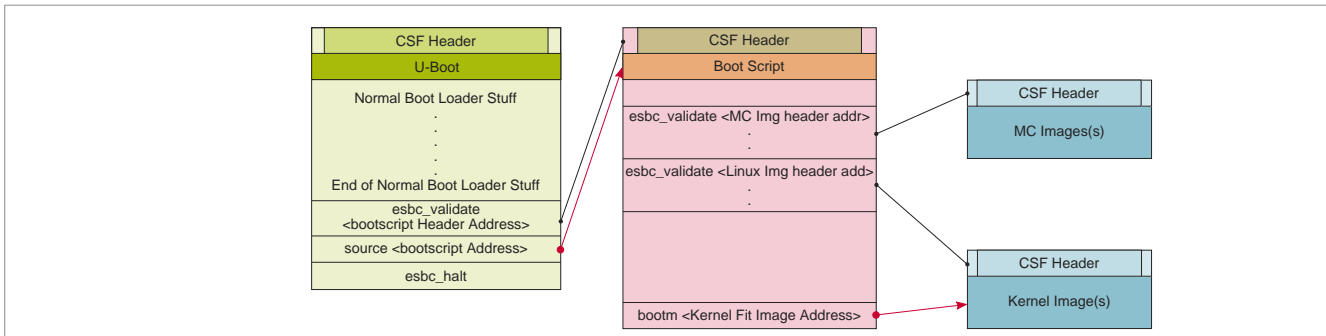 CSF Header
U-Boot
Normal Boot Loader Stuff
.
.
.
.
End of Normal Boot Loader Stuff
esbc_validate
<bootscript Header Address>
source <bootscript Address>
esbc_halt
CSF Header
Boot Script
esbc_validate <MC Img header addr>
.
.
esbc_validate <Linux Img header add>
.
.
bootm <Kernel Fit Image Address>
CSF Header
MC Images(s)
CSF Header
Kernel Image(s)